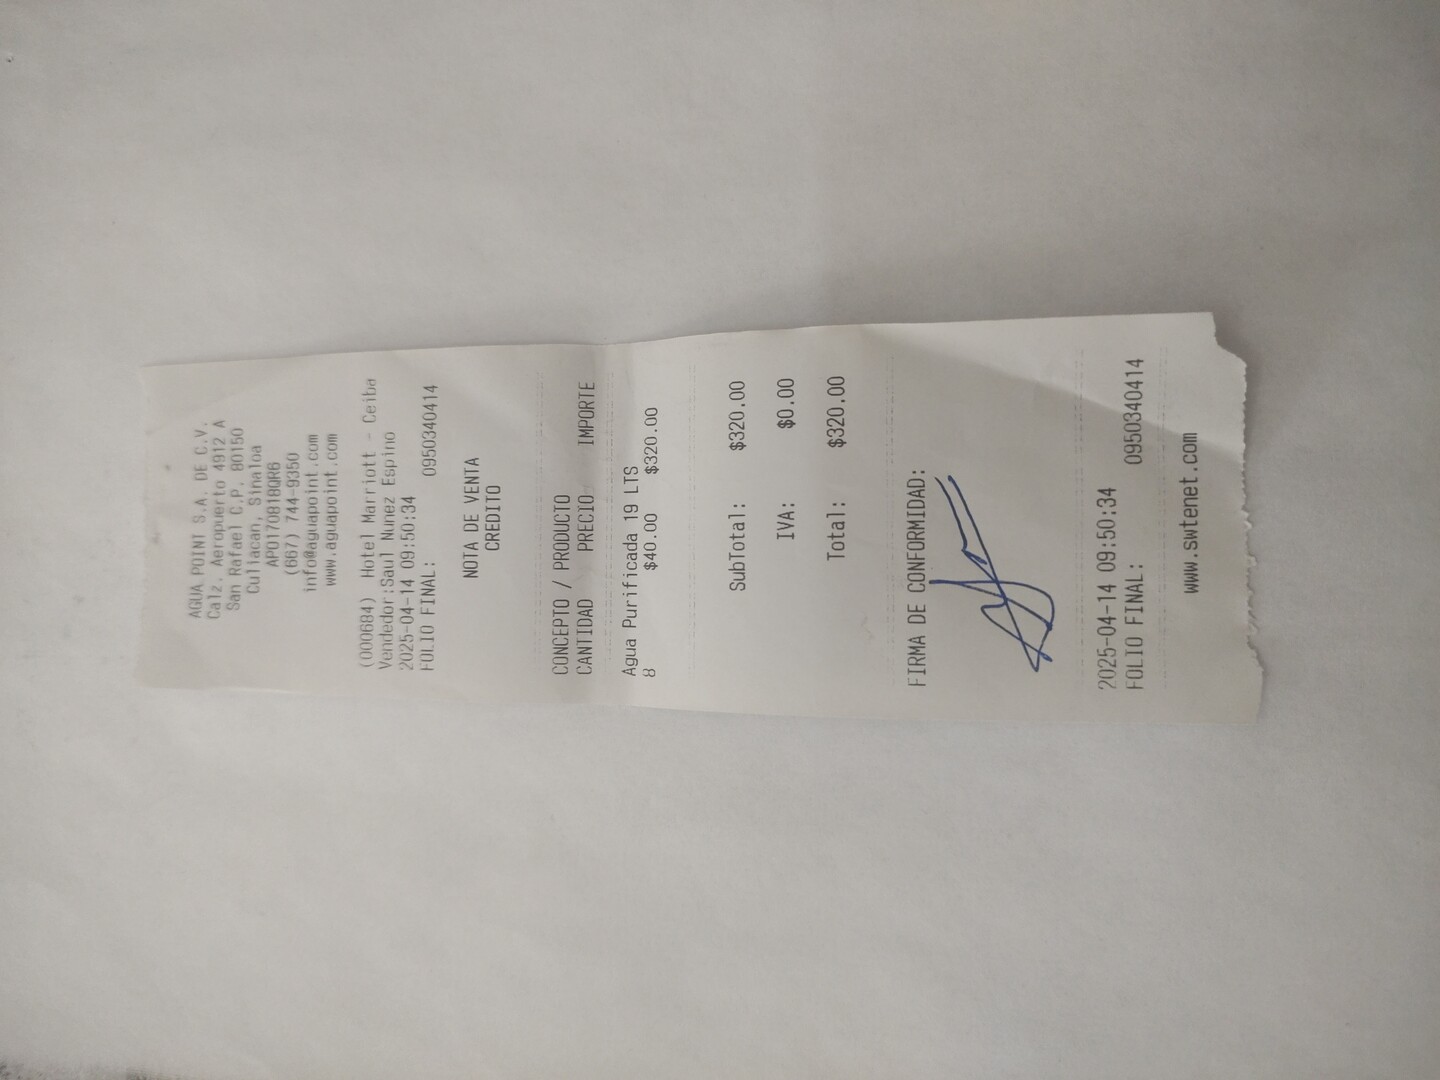 AGUA POINT S.A. DE C.V.
Calz. Aeropuerto 4912 A
San Rafael C.P. 80150
Culiacan, Sinaloa
APO170818QR6
(667) 744-9350
info@aguapoint.com
www.aguapoint.com
(000684) Hotel Marriott - Ceiba
Vendedor:Saul Nunez Espino
2025-04-14 09:50:34
FOLIO FINAL: 0950340414
NOTA DE VENTA
CREDITO
CONCEPTO / PRODUCTO
CANTIDAD PRECIO IMPORTE
Agua Purificada 19 LTS
8 $40.00 $320.00
SubTotal: $320.00
IVA: $0.00
Total: $320.00
FIRMA DE CONFORMIDAD:
2025-04-14 09:50:34
FOLIO FINAL: 0950340414
www.swtenet.com